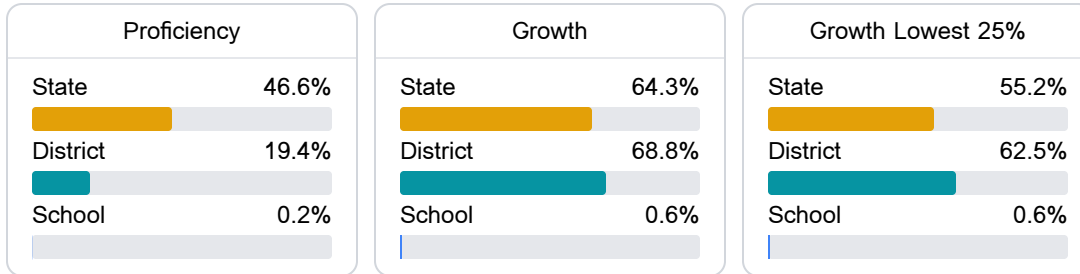 Proficiency
State 46.6%
District 19.4%
School 0.2%
Growth
State 64.3%
District 68.8%
School 0.6%
Growth Lowest 25%
State 55.2%
District 62.5%
School 0.6%